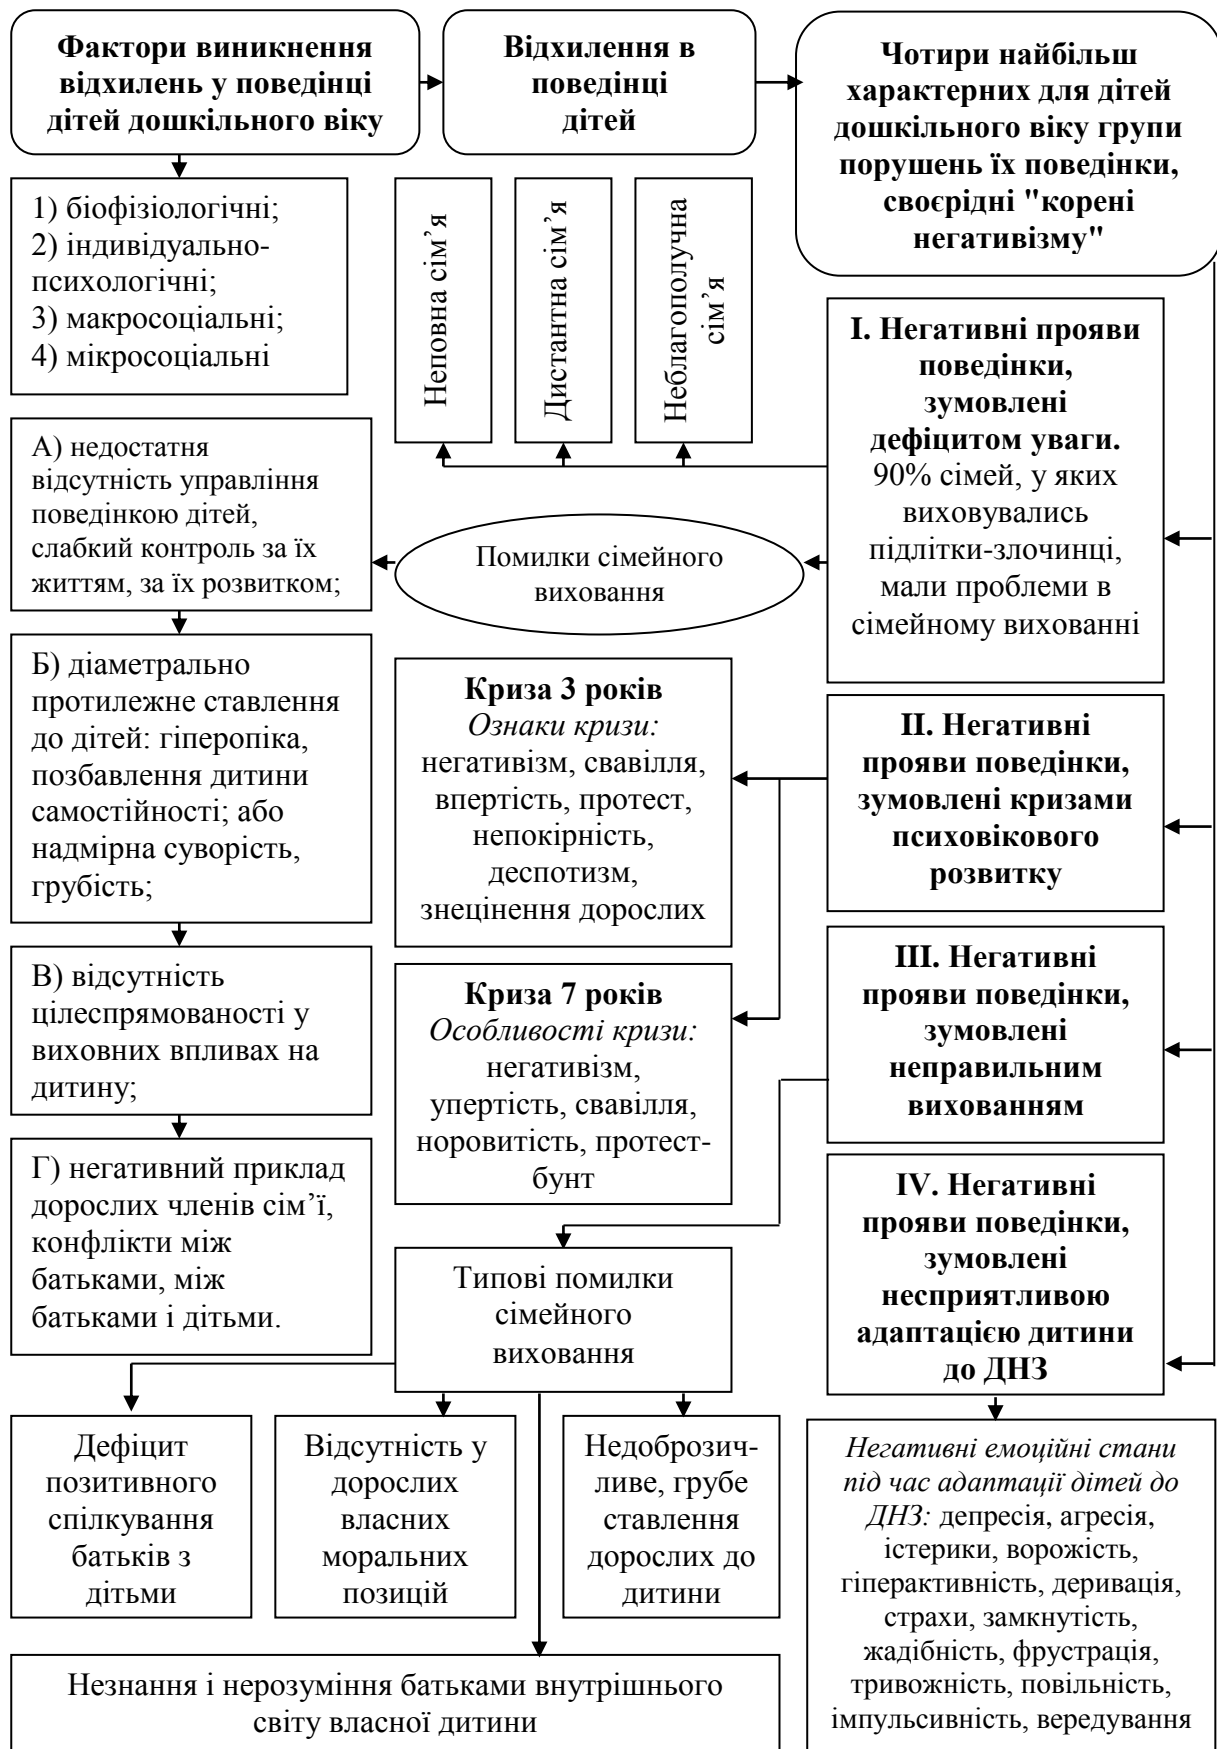 Фактори виникнення
відхилень у поведінці
дітей дошкільного віку
Відхилення в
поведінці
дітей
Чотири найбільш
характерних для дітей
дошкільного віку групи
порушень їх поведінки,
своєрідні "корені
негативізму"
1) біофізіологічні;
2) індивідуально-
психологічні;
3) макросоціальні;
4) мікросоціальні
Неповна сім’я
Дистантна сім’я
Неблагополучна
сім’я
І. Негативні прояви
поведінки,
зумовлені
дефіцитом уваги.
90% сімей, у яких
виховувались
підлітки-злочинці,
мали проблеми в
сімейному вихованні
А) недостатня
відсутність управління
поведінкою дітей,
слабкий контроль за їх
життям, за їх розвитком;
Помилки сімейного
виховання
Б) діаметрально
протилежне ставлення
до дітей: гіперопіка,
позбавлення дитини
самостійності; або
надмірна суворість,
грубість;
Криза 3 років
Ознаки кризи:
негативізм, свавілля,
впертість, протест,
непокірність,
деспотизм,
знецінення дорослих
ІІ. Негативні
прояви поведінки,
зумовлені кризами
психовікового
розвитку
В) відсутність
цілеспрямованості у
виховних впливах на
дитину;
Криза 7 років
Особливості кризи:
негативізм,
упертість, свавілля,
норовитість, протест-
бунт
ІІІ. Негативні
прояви поведінки,
зумовлені
неправильним
вихованням
Г) негативний приклад
дорослих членів сім’ї,
конфлікти між
батьками, між
батьками і дітьми.
Типові помилки
сімейного
виховання
IV. Негативні
прояви поведінки,
зумовлені
несприятливою
адаптацією дитини
до ДНЗ
Дефіцит
позитивного
спілкування
батьків з
дітьми
Відсутність у
дорослих
власних
моральних
позицій
Недоброзич-
ливе, грубе
ставлення
дорослих до
дитини
Негативні емоційні стани
під час адаптації дітей до
ДНЗ: депресія, агресія,
істерики, ворожість,
гіперактивність, деривація,
страхи, замкнутість,
жадібність, фрустрація,
тривожність, повільність,
імпульсивність, вередування
Незнання і нерозуміння батьками внутрішнього
світу власної дитини